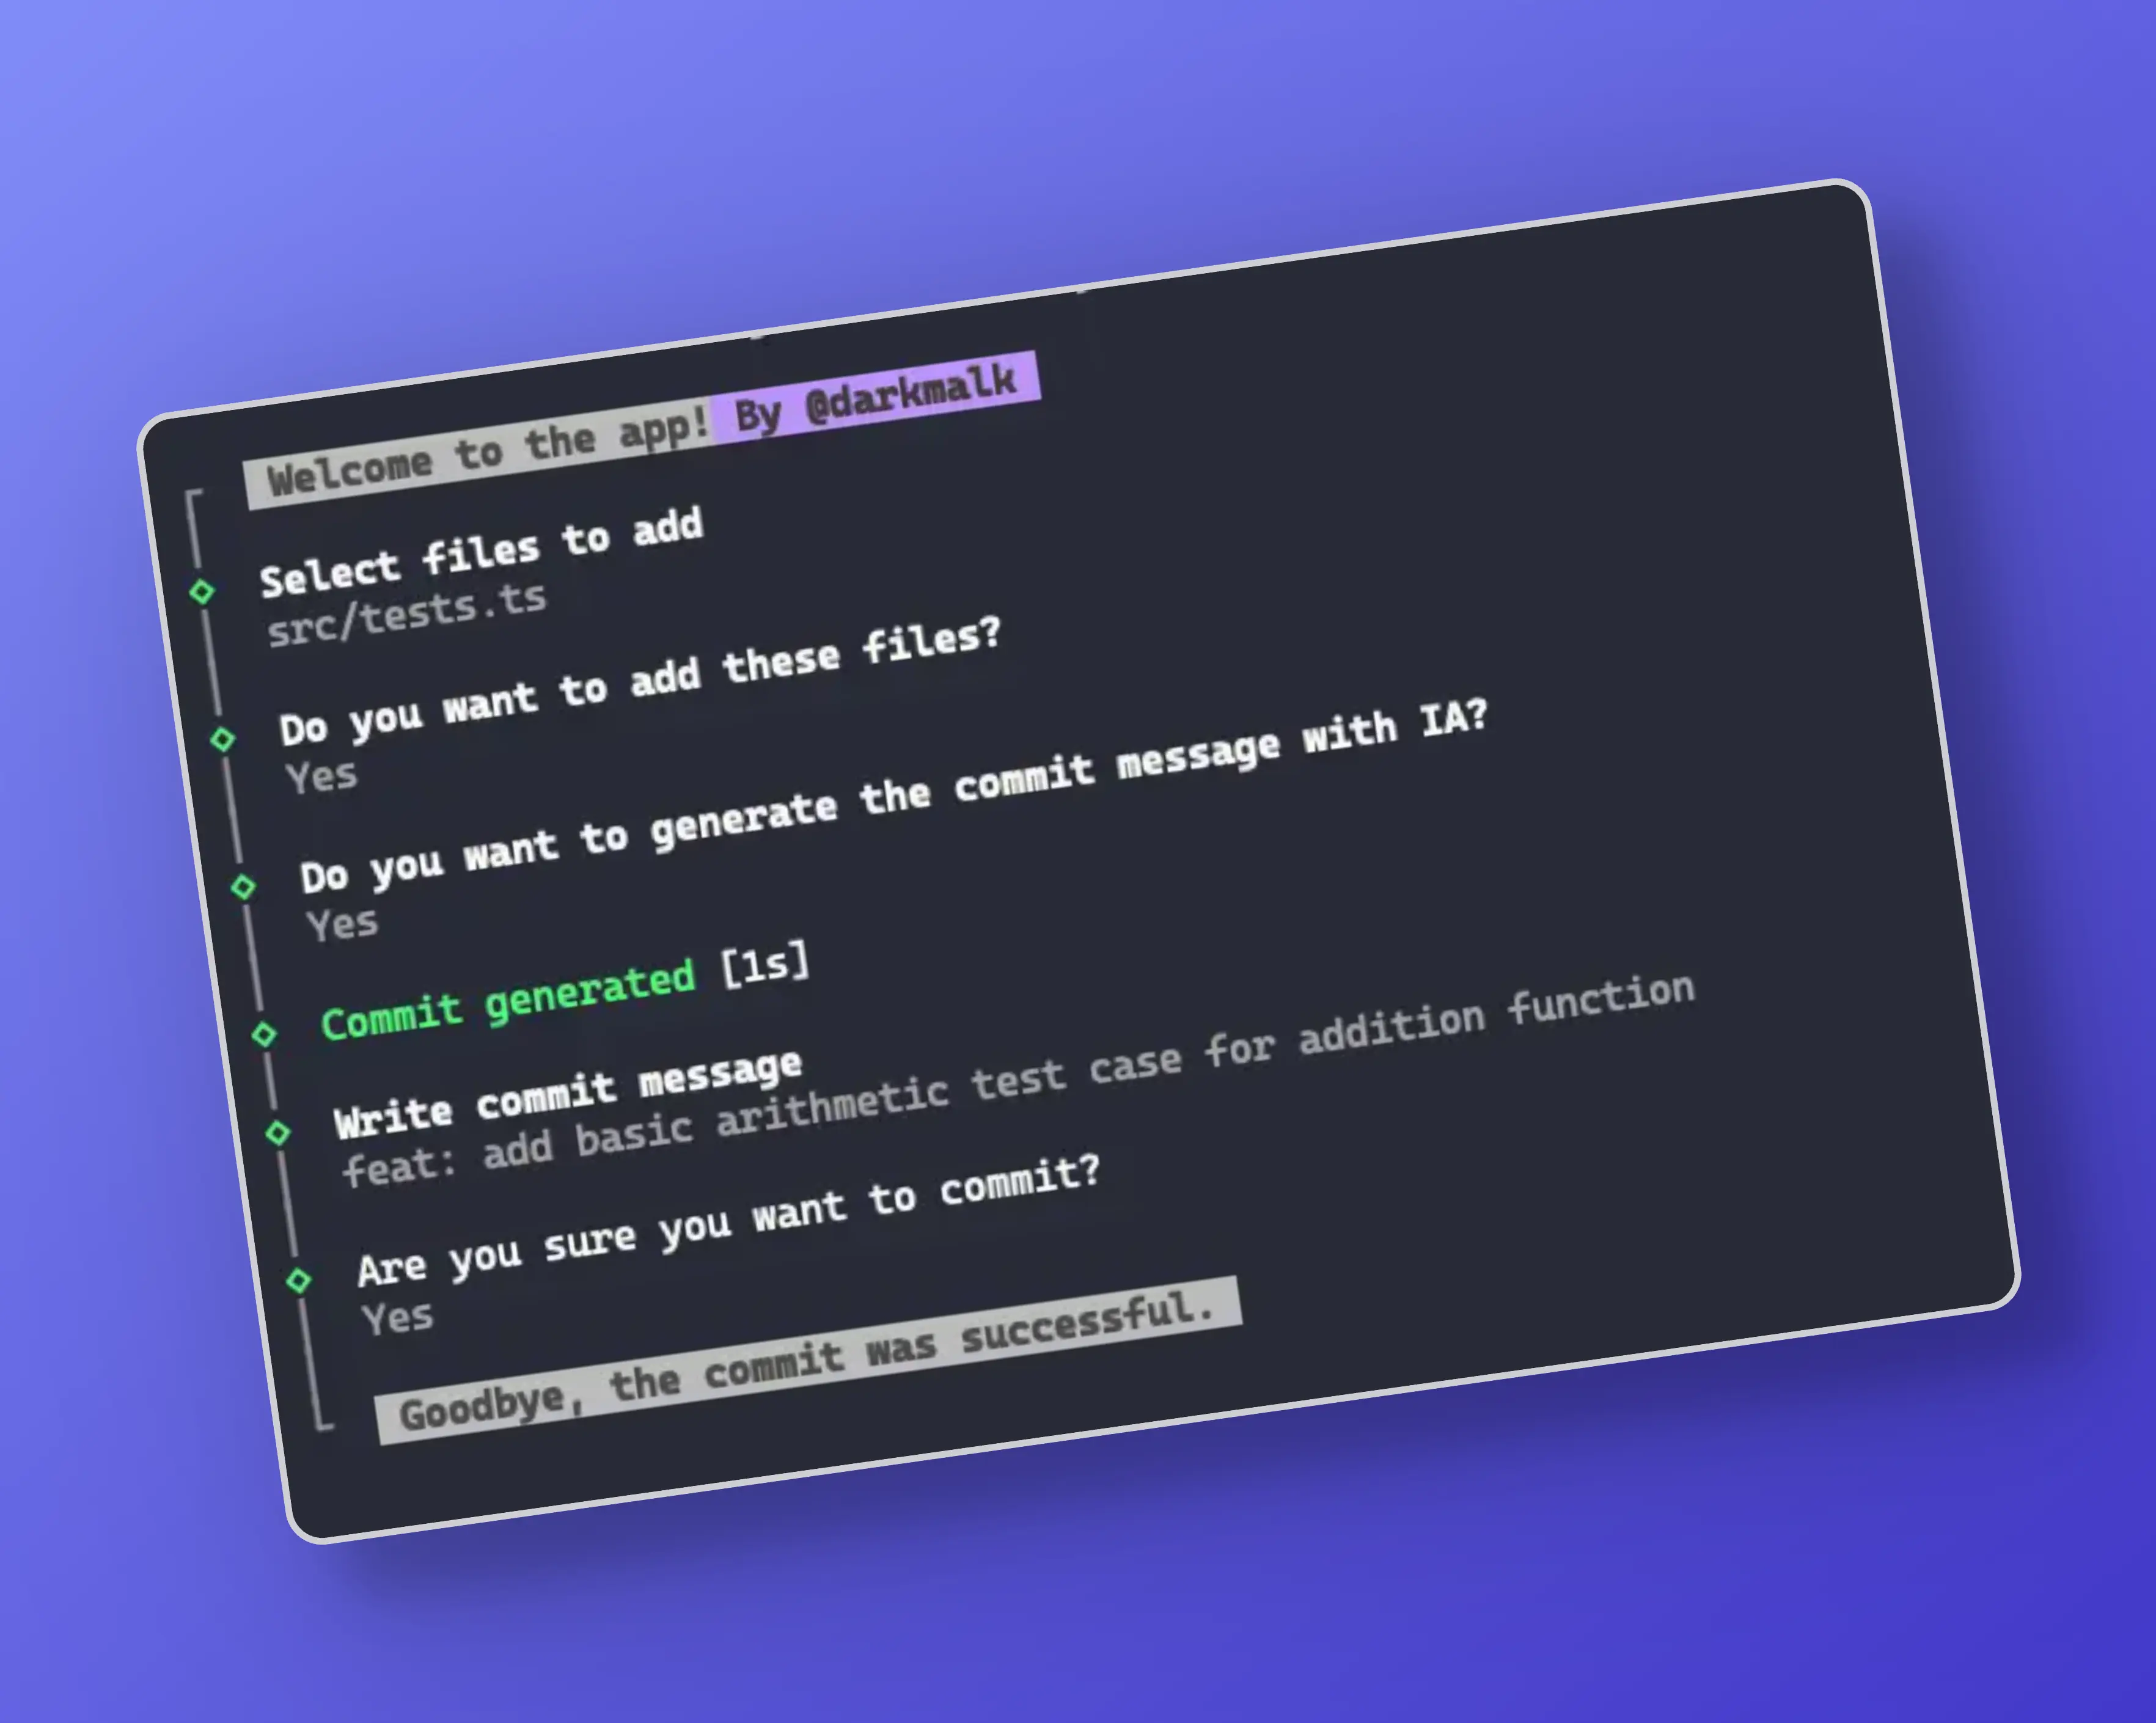 Welcome to the app! By @darkmalk
Select files to add
src/tests.ts
Do you want to add these files?
Yes
Do you want to generate the commit message with IA?
Yes
Commit generated [1s]
Write commit message
feat: add basic arithmetic test case for addition function
Are you sure you want to commit?
Yes
Goodbye, the commit was successful.